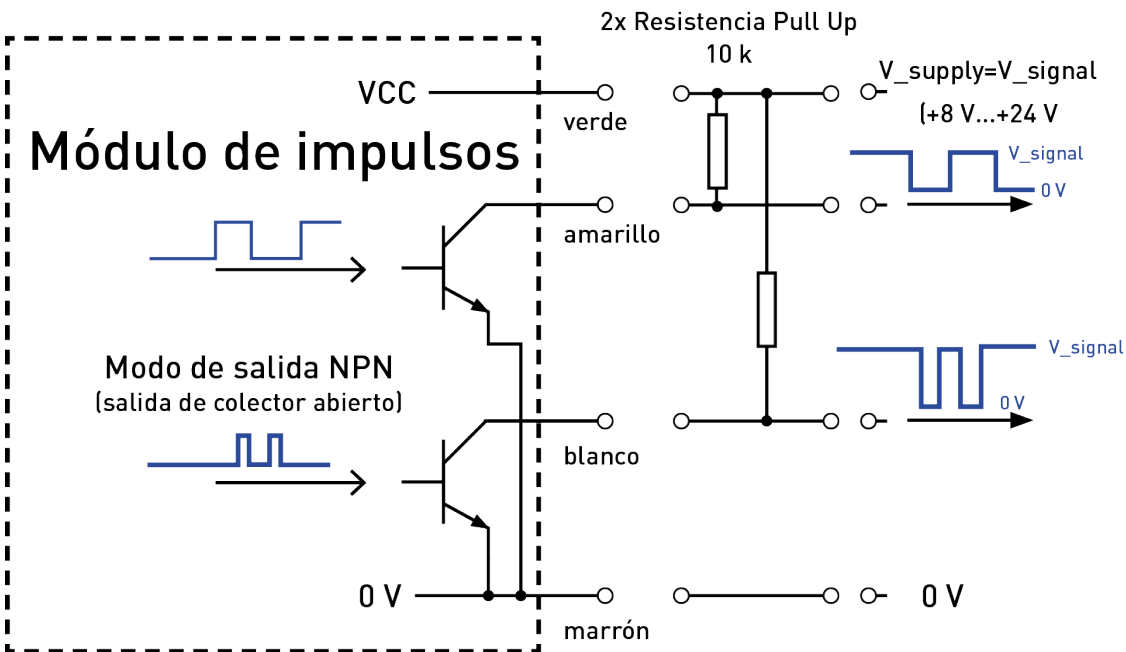 2x Resistencia Pull Up
10 k
VCC
verde
V_supply=V_signal
(+8 V...+24 V
Módulo de impulsos
V_signal
0 V
amarillo
Modo de salida NPN
(salida de colector abierto)
V_signal
0 V
blanco
0 V
0 V
marrón